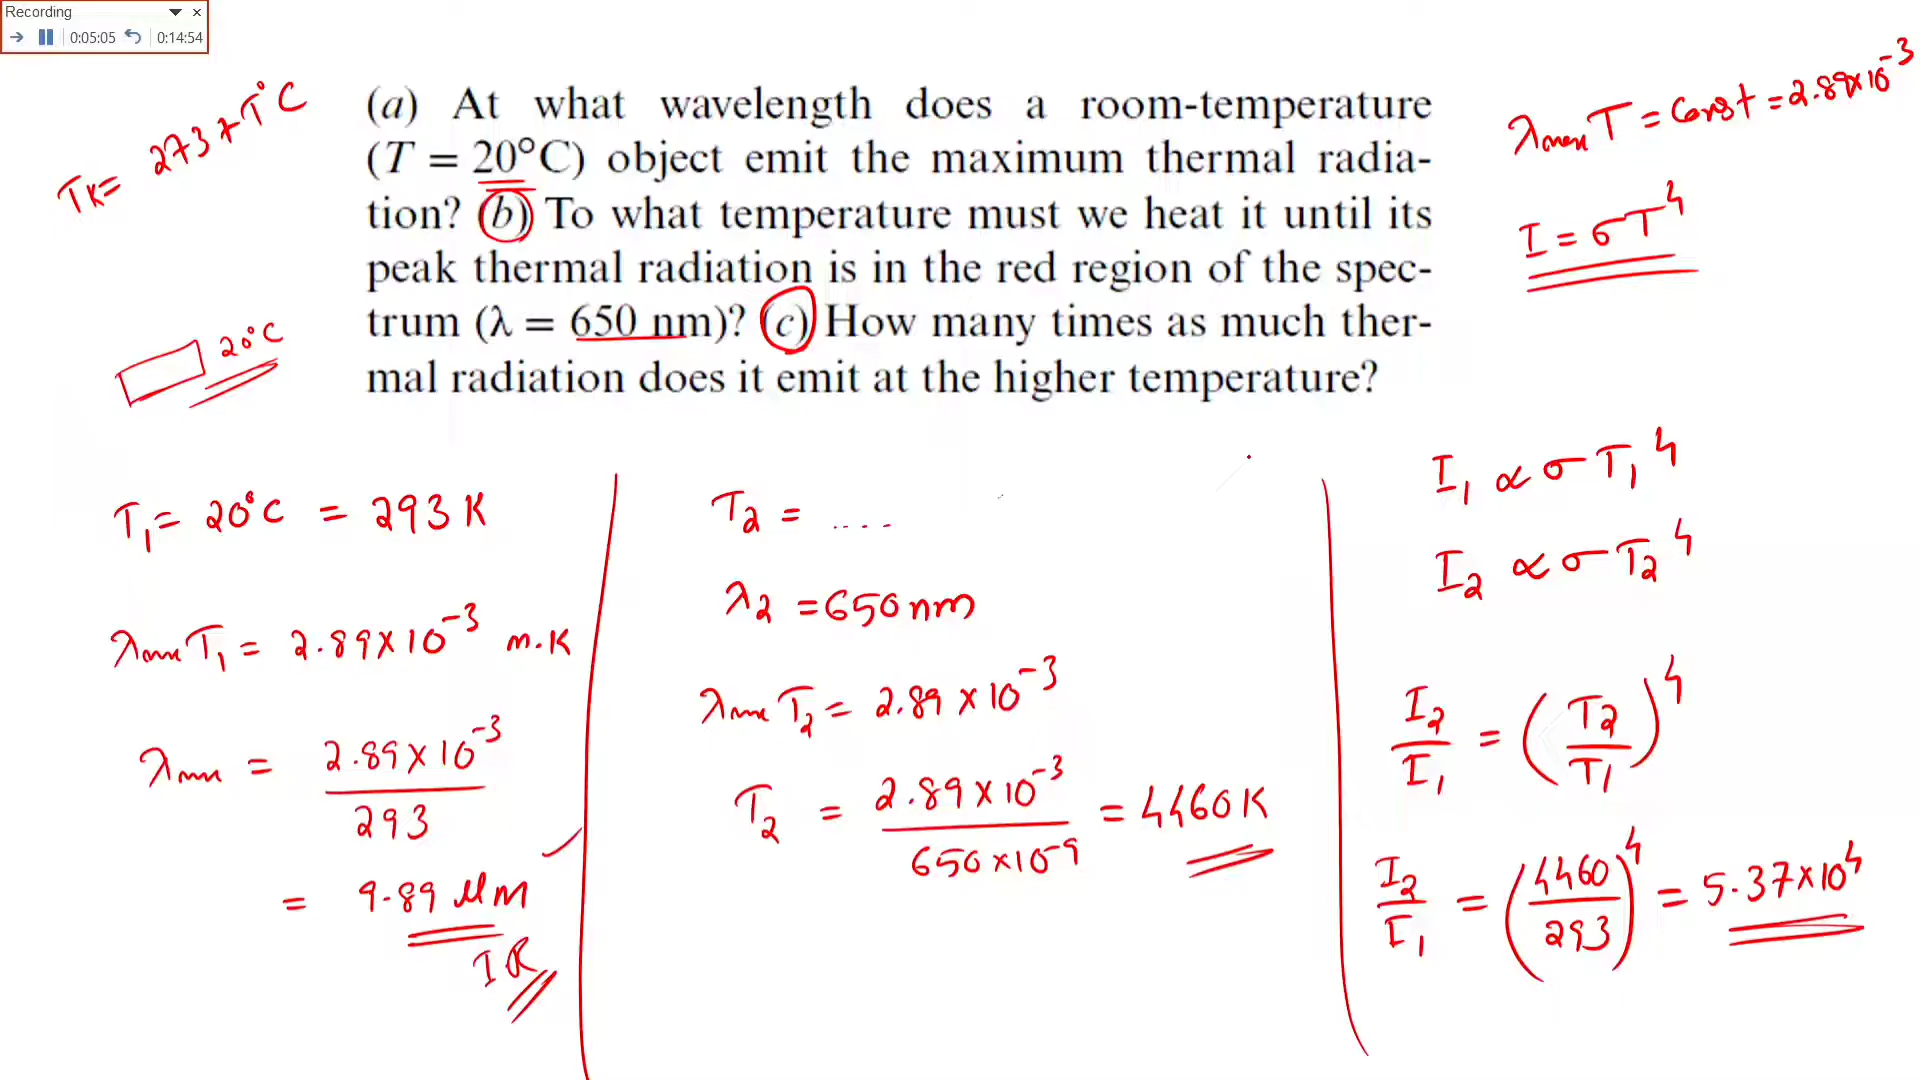 Recording
0:05:05 0:14:54
TK= 273+T°C
(a) At what wavelength does a room-temperature
(T = 20°C) object emit the maximum thermal radia-
tion? (b) To what temperature must we heat it until its
peak thermal radiation is in the red region of the spec-
trum (λ = 650 nm)? (c) How many times as much ther-
mal radiation does it emit at the higher temperature?
λmax T = Const = 2.89×10⁻³
I = σT⁴
20°C
T₁ = 20°C = 293 K
λmax T₁ = 2.89×10⁻³ m.K
λmax = 2.89×10⁻³ / 293
= 9.89 μm
IR
T₂ = ....
λ₂ = 650 nm
λmax T₂ = 2.89 × 10⁻³
T₂ = 2.89×10⁻³ / 650×10⁻⁹ = 4460 K
I₁ ∝ σ T₁⁴
I₂ ∝ σ T₂⁴
I₂/I₁ = (T₂/T₁)⁴
I₂/I₁ = (4460/293)⁴ = 5.37×10⁴